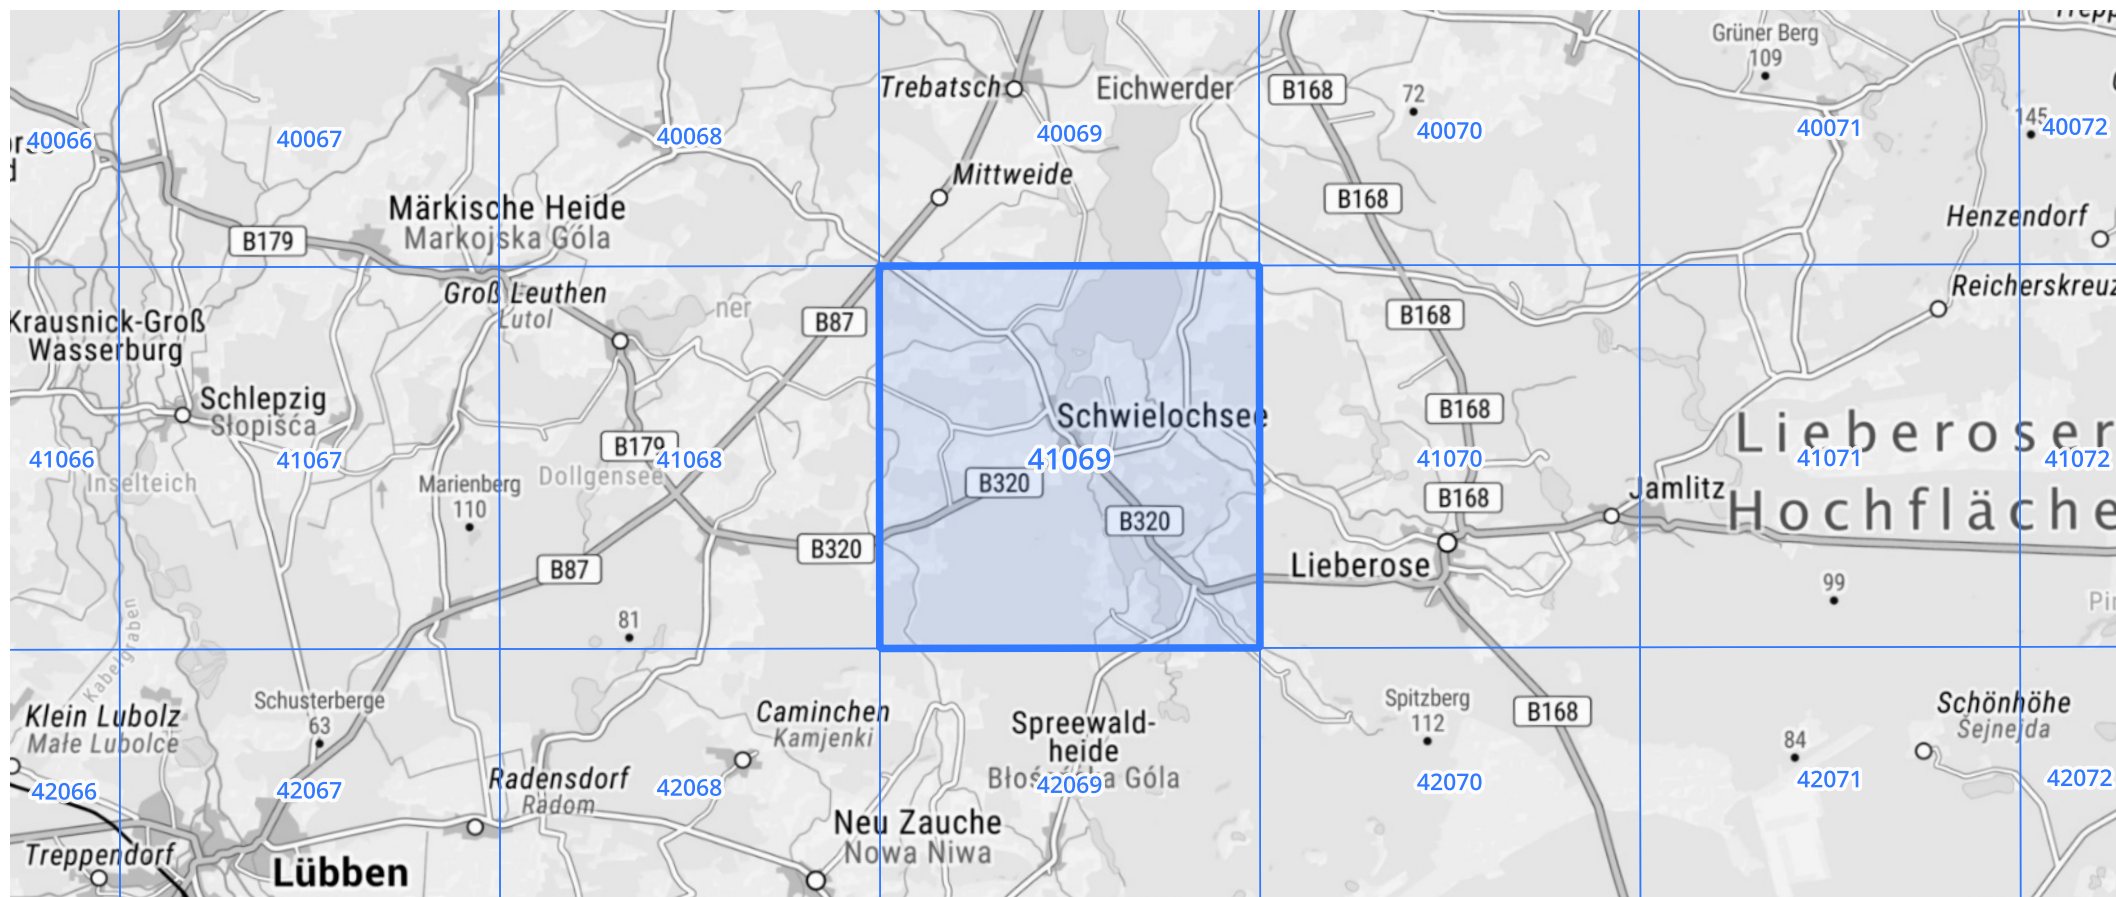 Grüner Berg
109
Trebatsch
Eichwerder
B168
72
145
40066
40067
40068
40069
40070
40071
40072
Mittweide
B168
Märkische Heide
Markojska Góla
B179
Henzendorf
Groß Leuthen
Lutol
ner
B87
B168
Reicherskreuz
Krausnick-Groß
Wasserburg
Schlepzig
Słopišća
B168
Schwielochsee
Lieberoser
Hochfläche
B179
41066
41067
41068
41069
41070
41071
41072
Inselteich
Marienberg
110
Dollgensee
B320
B168
Jamlitz
B320
B320
B87
Lieberose
99
81
Kabelgraben
Schusterberge
63
Klein Lubolz
Małe Lubolce
Caminchen
Kamjenki
Spreewald-
heide
Spitzberg
112
B168
Schönhöhe
Šejnejda
84
Radensdorf
Radom
Góla
42066
42067
42068
42069
42070
42071
42072
Neu Zauche
Nowa Niwa
Treppendorf
Lübben